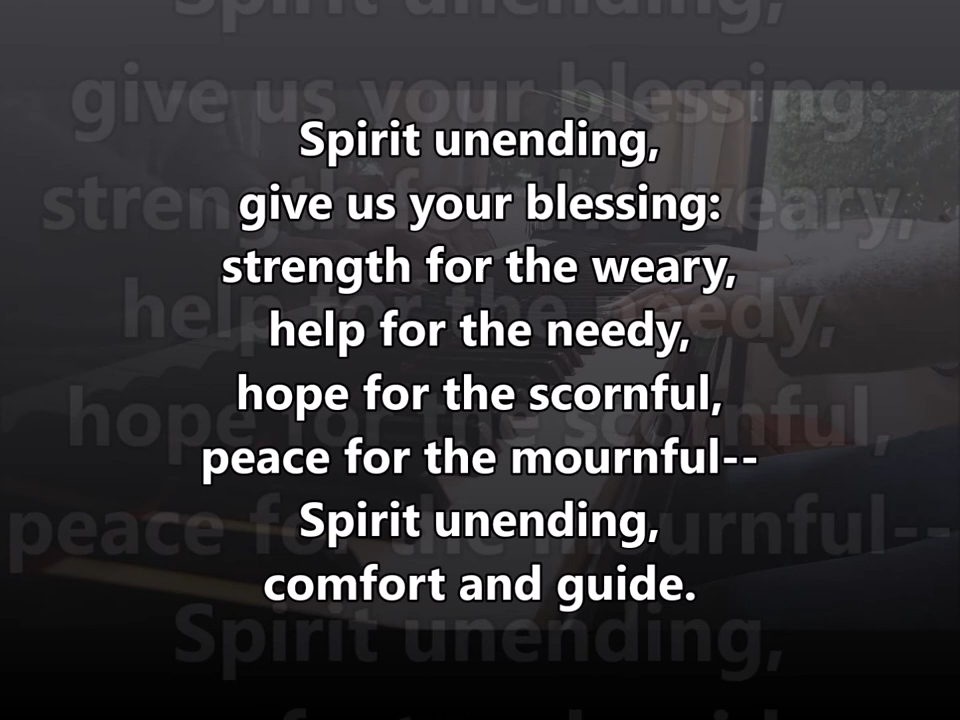 Spirit unending,
give us your blessing:
strength for the weary,
help for the needy,
hope for the scornful,
peace for the mournful--
Spirit unending,
comfort and guide.